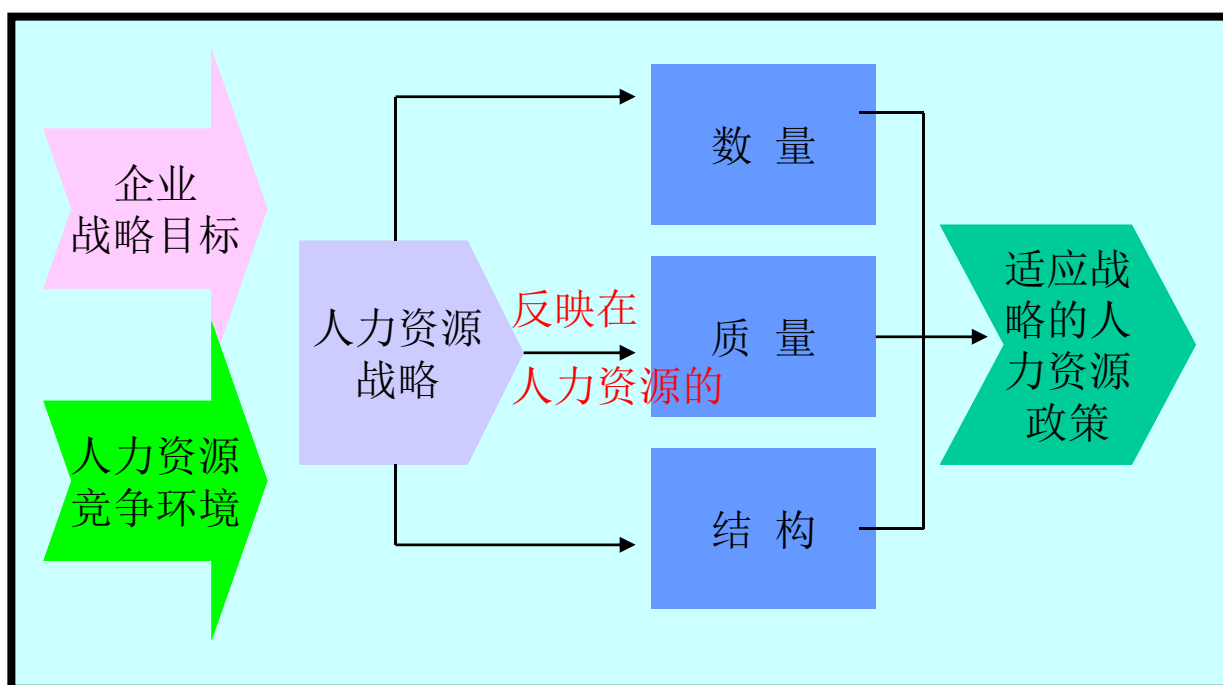 企业
战略目标
人力资源
竞争环境
人力资源
战略
反映在
人力资源的
数 量
质 量
结 构
适应战
略的人
力资源
政策